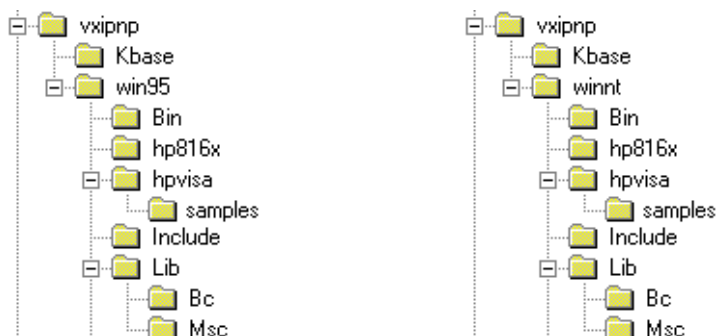 vxipnp
Kbase
win95
Bin
hp816x
hpvisa
samples
Include
Lib
Bc
Msc
vxipnp
Kbase
winnt
Bin
hp816x
hpvisa
samples
Include
Lib
Bc
Msc